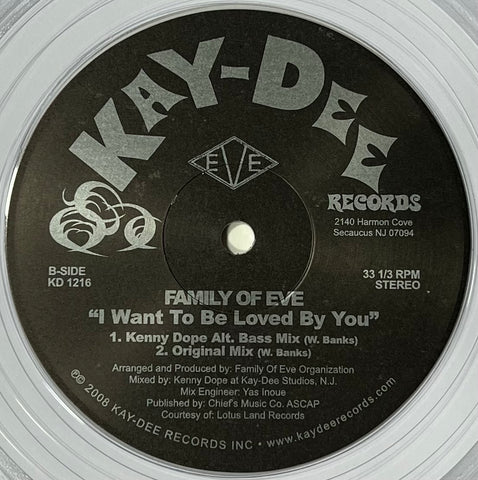 KAY-DEE
RECORDS
2140 Harmon Cove
Secaucus NJ 07094
EVE
B-SIDE
KD 1216
33 1/3 RPM
STEREO
FAMILY OF EVE
"I Want To Be Loved By You"
1. Kenny Dope Alt. Bass Mix (W. Banks)
2. Original Mix (W. Banks)
Arranged and Produced by: Family Of Eve Organization
Mixed by: Kenny Dope at Kay-Dee Studios, N.J.
Mix Engineer: Yas Inoue
Published by: Chief's Music Co. ASCAP
Courtesy of: Lotus Land Records
℗© 2008 KAY-DEE RECORDS INC • www.kaydeerecords.com